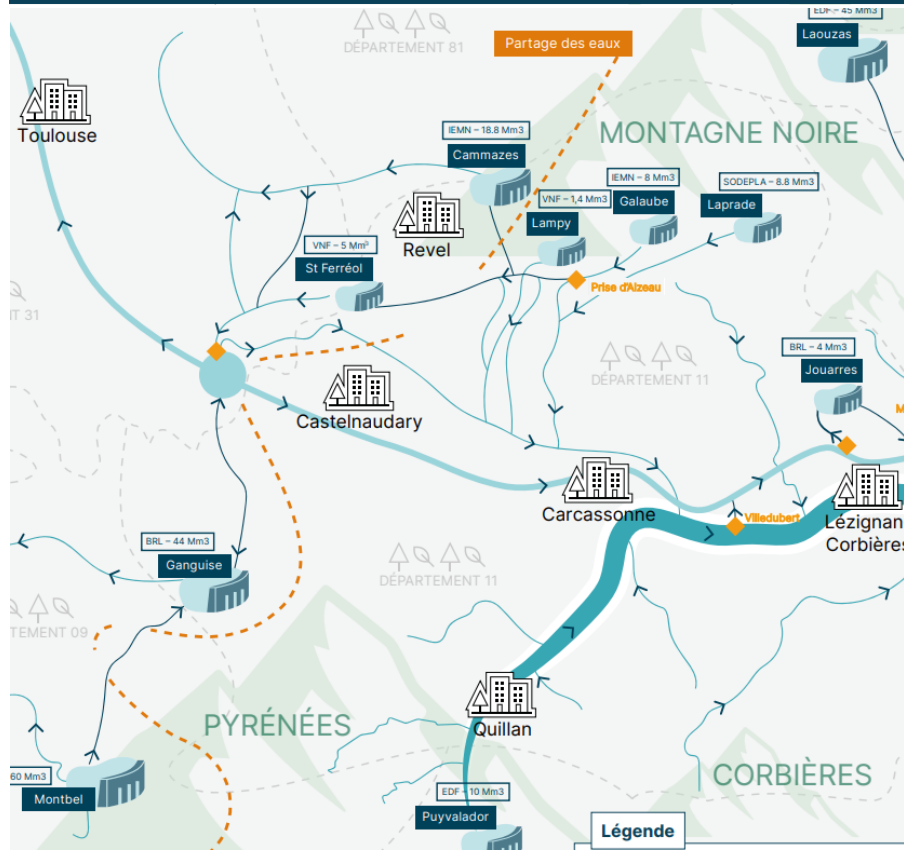 EDF – 45 Mm3
Laouzas
DÉPARTEMENT 81
Partage des eaux
Toulouse
MONTAGNE NOIRE
IEMN – 18.8 Mm3
Cammazes
IEMN – 8 Mm3
Galaube
SODEPLA – 8.8 Mm3
Laprade
VNF – 1,4 Mm3
Lampy
Revel
VNF – 5 Mm³
St Ferréol
Prise d'Alzeau
NT 31
DÉPARTEMENT 11
BRL – 4 Mm3
Jouarres
Castelnaudary
M
Carcassonne
Villedubert
Lézignan
Corbières
BRL – 44 Mm3
Ganguise
DÉPARTEMENT 11
TEMENT 09
PYRÉNÉES
Quillan
CORBIÈRES
60 Mm3
Montbel
EDF – 10 Mm3
Puyvalador
Légende